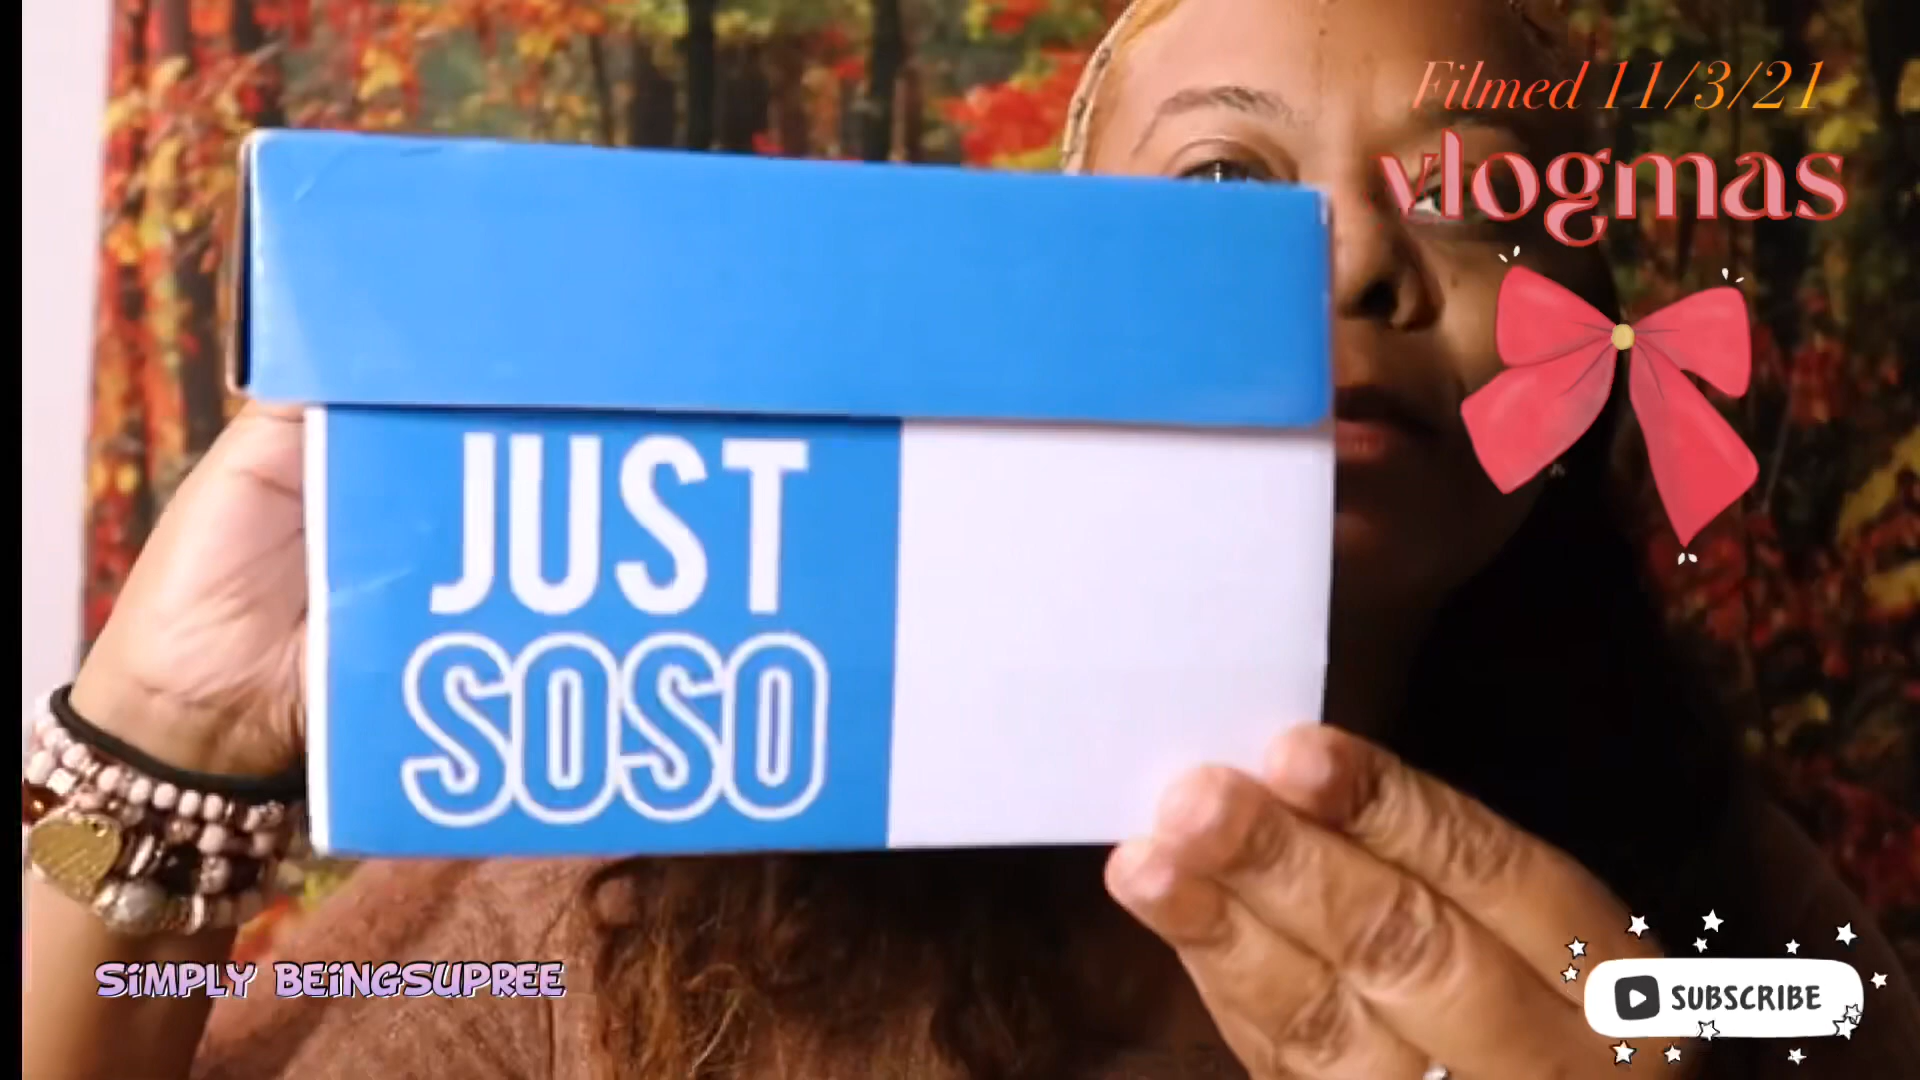 Filmed 11/3/21
vlogmas
JUST
SOSO
SiMPLY BEiNGSUPREE
SUBSCRIBE